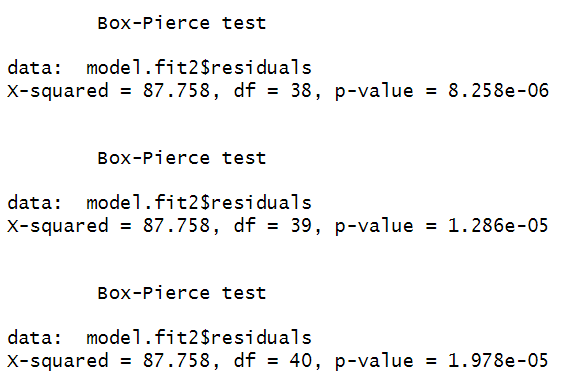 Box-Pierce test
data: model.fit2$residuals
X-squared = 87.758, df = 38, p-value = 8.258e-06
Box-Pierce test
data: model.fit2$residuals
X-squared = 87.758, df = 39, p-value = 1.286e-05
Box-Pierce test
data: model.fit2$residuals
X-squared = 87.758, df = 40, p-value = 1.978e-05